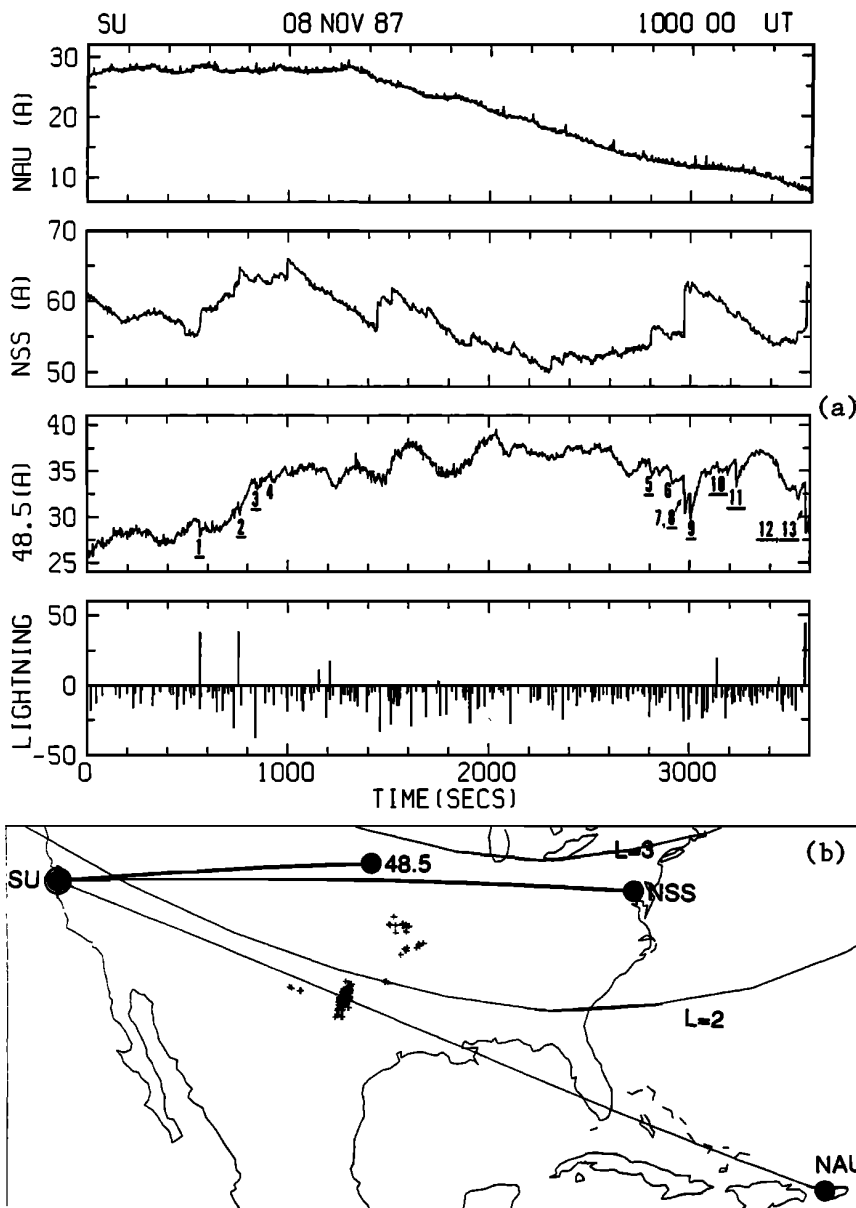 SU 08 NOV 87 1000 00 UT
30
20
10
NAU (A)
70
60
50
NSS (A)
(a)
40
35
30
25
48.5(A)
1 2 3 4 5 6 7, 8 9 10 11 12 13
50
0
-50
LIGHTNING
0 1000 2000 3000
TIME(SECS)
(b)
L=3
SU
48.5
NSS
L=2
NAU